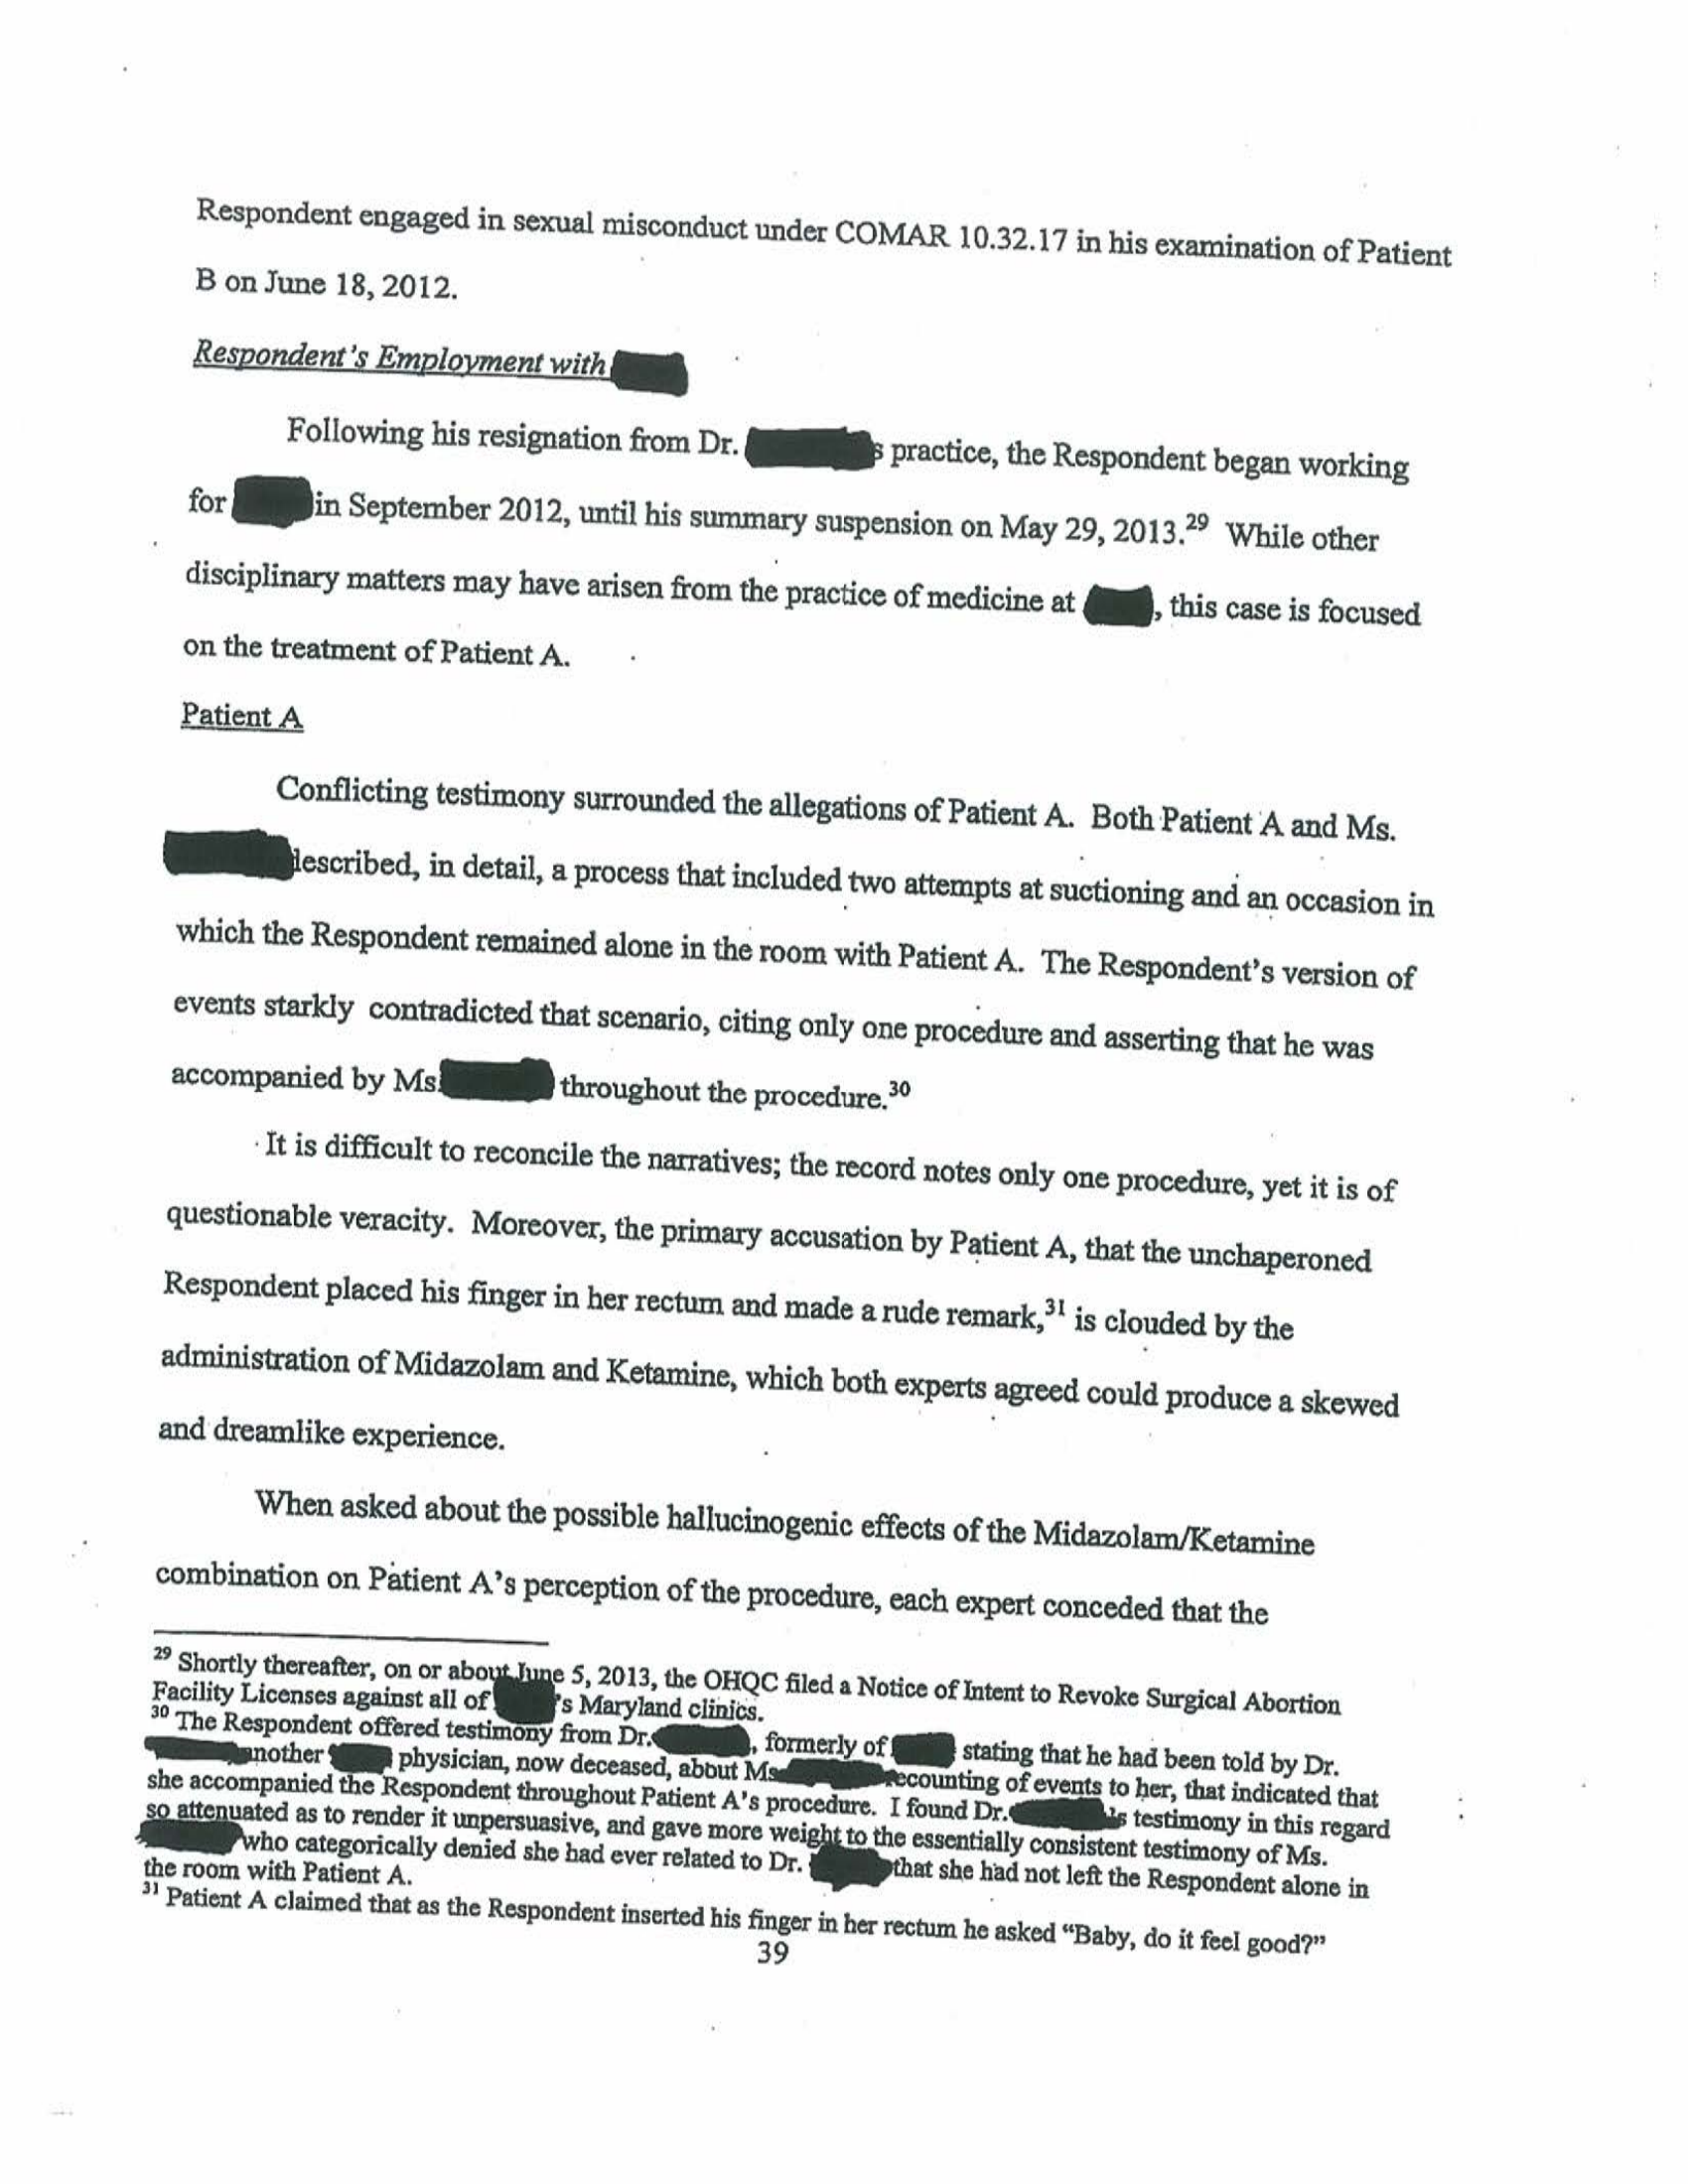 Respondent engaged in sexual misconduct under COMAR 10.32.17 in his examination of Patient
B on June 18, 2012.
Respondent's Employment with
Following his resignation from Dr. s practice, the Respondent began working
for in September 2012, until his summary suspension on May 29, 2013.29 While other
disciplinary matters may have arisen from the practice of medicine at , this case is focused
on the treatment of Patient A.
Patient A
Conflicting testimony surrounded the allegations of Patient A. Both Patient A and Ms.
described, in detail, a process that included two attempts at suctioning and an occasion in
which the Respondent remained alone in the room with Patient A. The Respondent's version of
events starkly contradicted that scenario, citing only one procedure and asserting that he was
accompanied by Ms. throughout the procedure.30
It is difficult to reconcile the narratives; the record notes only one procedure, yet it is of
questionable veracity. Moreover, the primary accusation by Patient A, that the unchaperoned
Respondent placed his finger in her rectum and made a rude remark,31 is clouded by the
administration of Midazolam and Ketamine, which both experts agreed could produce a skewed
and dreamlike experience.
When asked about the possible hallucinogenic effects of the Midazolam/Ketamine
combination on Patient A's perception of the procedure, each expert conceded that the
29 Shortly thereafter, on or about June 5, 2013, the OHQC filed a Notice of Intent to Revoke Surgical Abortion
Facility Licenses against all of 's Maryland clinics.
30 The Respondent offered testimony from Dr. , formerly of stating that he had been told by Dr.
another physician, now deceased, about Ms. recounting of events to her, that indicated that
she accompanied the Respondent throughout Patient A's procedure. I found Dr. 's testimony in this regard
so attenuated as to render it unpersuasive, and gave more weight to the essentially consistent testimony of Ms.
who categorically denied she had ever related to Dr. that she had not left the Respondent alone in
the room with Patient A.
31 Patient A claimed that as the Respondent inserted his finger in her rectum he asked “Baby, do it feel good?”
39